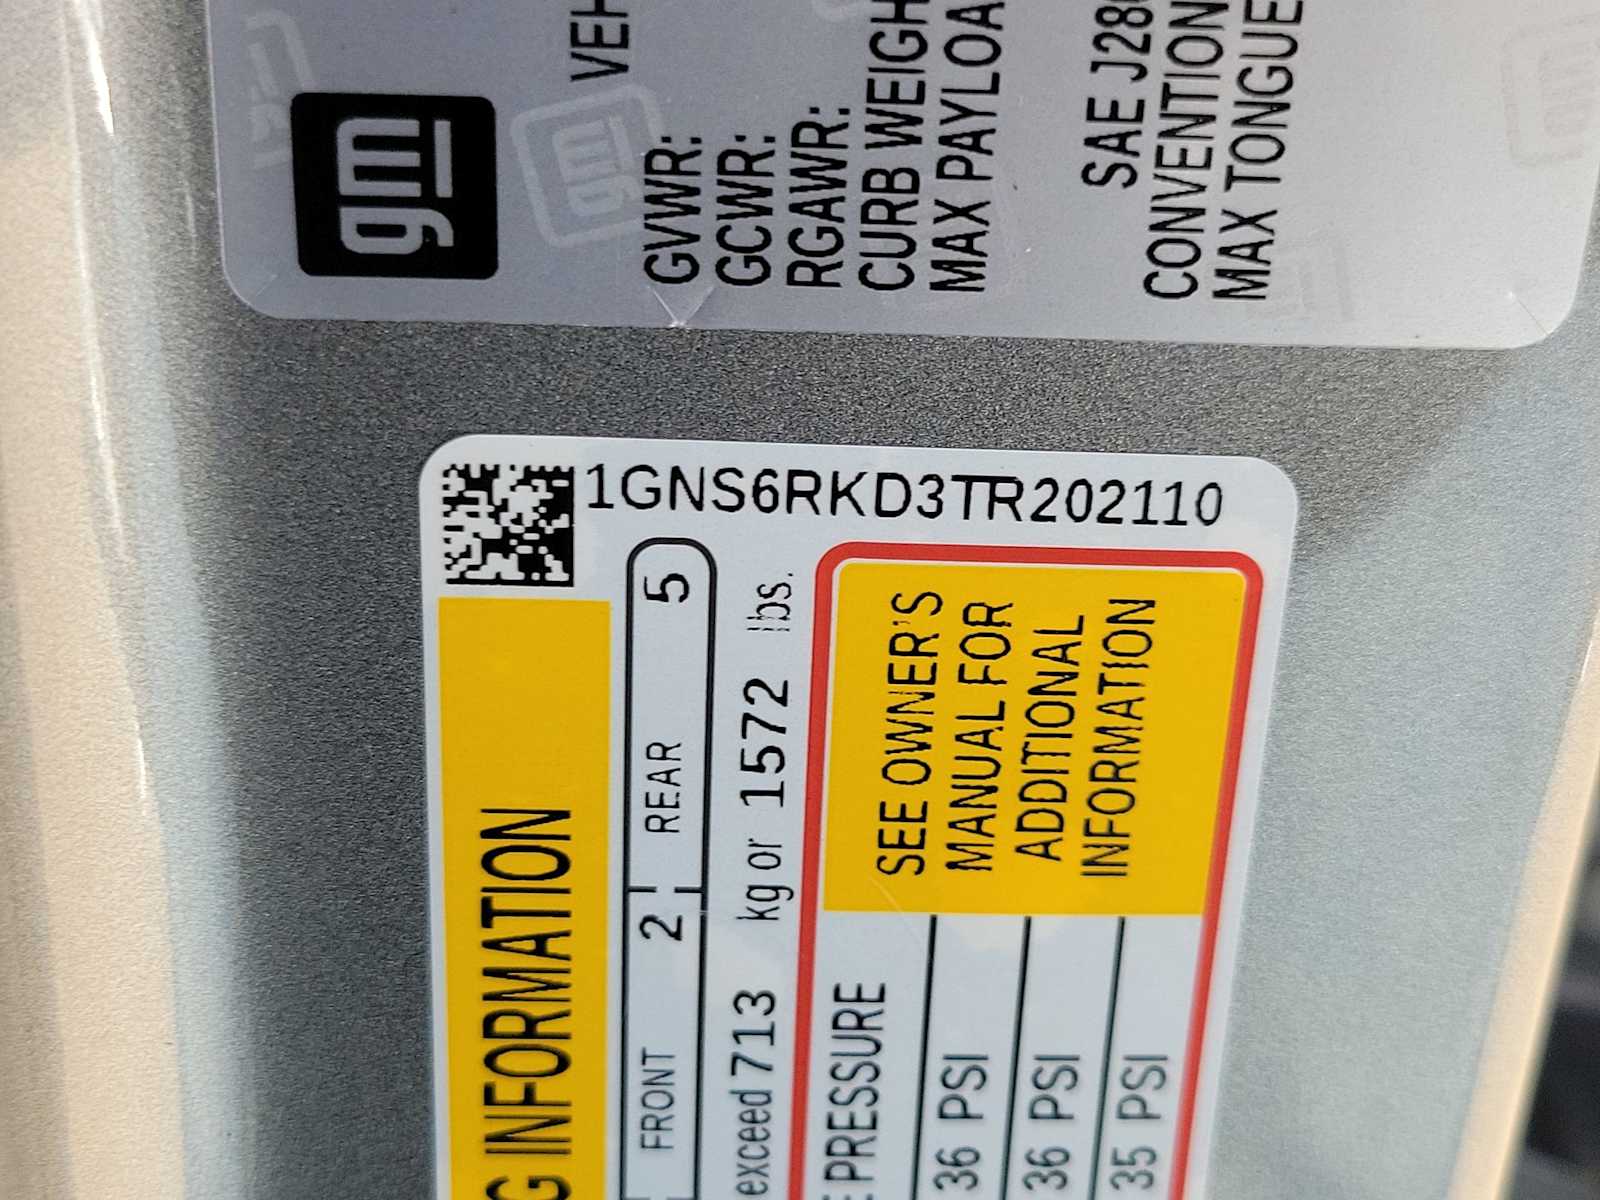 gm
VEH
GVWR:
GCWR:
RGAWR:
CURB WEIGH
MAX PAYLOA
SAE J28
CONVENTION
MAX TONGUE
gm
1GNS6RKD3TR202110
G INFORMATION
FRONT 2 REAR 5
exceed 713 kg or 1572 lbs.
E PRESSURE
36 PSI
36 PSI
35 PSI
SEE OWNER'S
MANUAL FOR
ADDITIONAL
INFORMATION